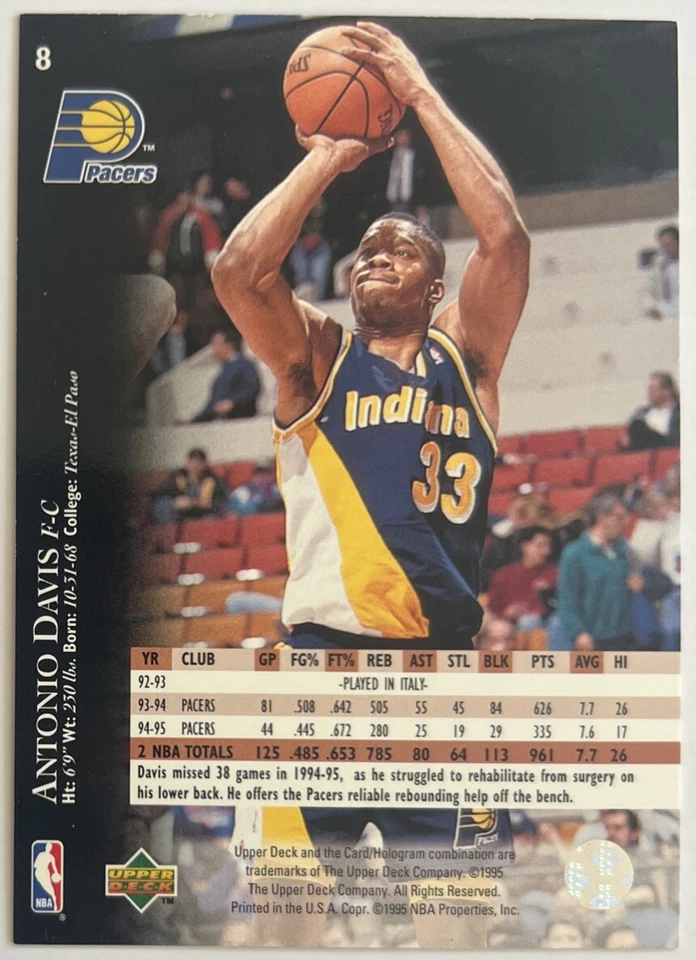 8
Pacers
TM
Indiana
33
ANTONIO DAVIS F-C
Ht: 6'9" Wt: 230 lbs. Born: 10-31-68 College: Texas-El Paso
YR CLUB GP FG% FT% REB AST STL BLK PTS AVG HI
92-93 -PLAYED IN ITALY-
93-94 PACERS 81 .508 .642 505 55 45 84 626 7.7 26
94-95 PACERS 44 .445 .672 280 25 19 29 335 7.6 17
2 NBA TOTALS 125 .485 .653 785 80 64 113 961 7.7 26
Davis missed 38 games in 1994-95, as he struggled to rehabilitate from surgery on
his lower back. He offers the Pacers reliable rebounding help off the bench.
NBA
®
UPPER
DECK
TM
Upper Deck and the Card/Hologram combination are
trademarks of The Upper Deck Company. ©1995
The Upper Deck Company. All Rights Reserved.
Printed in the U.S.A. Copr. ©1995 NBA Properties, Inc.
UPPER
DECK